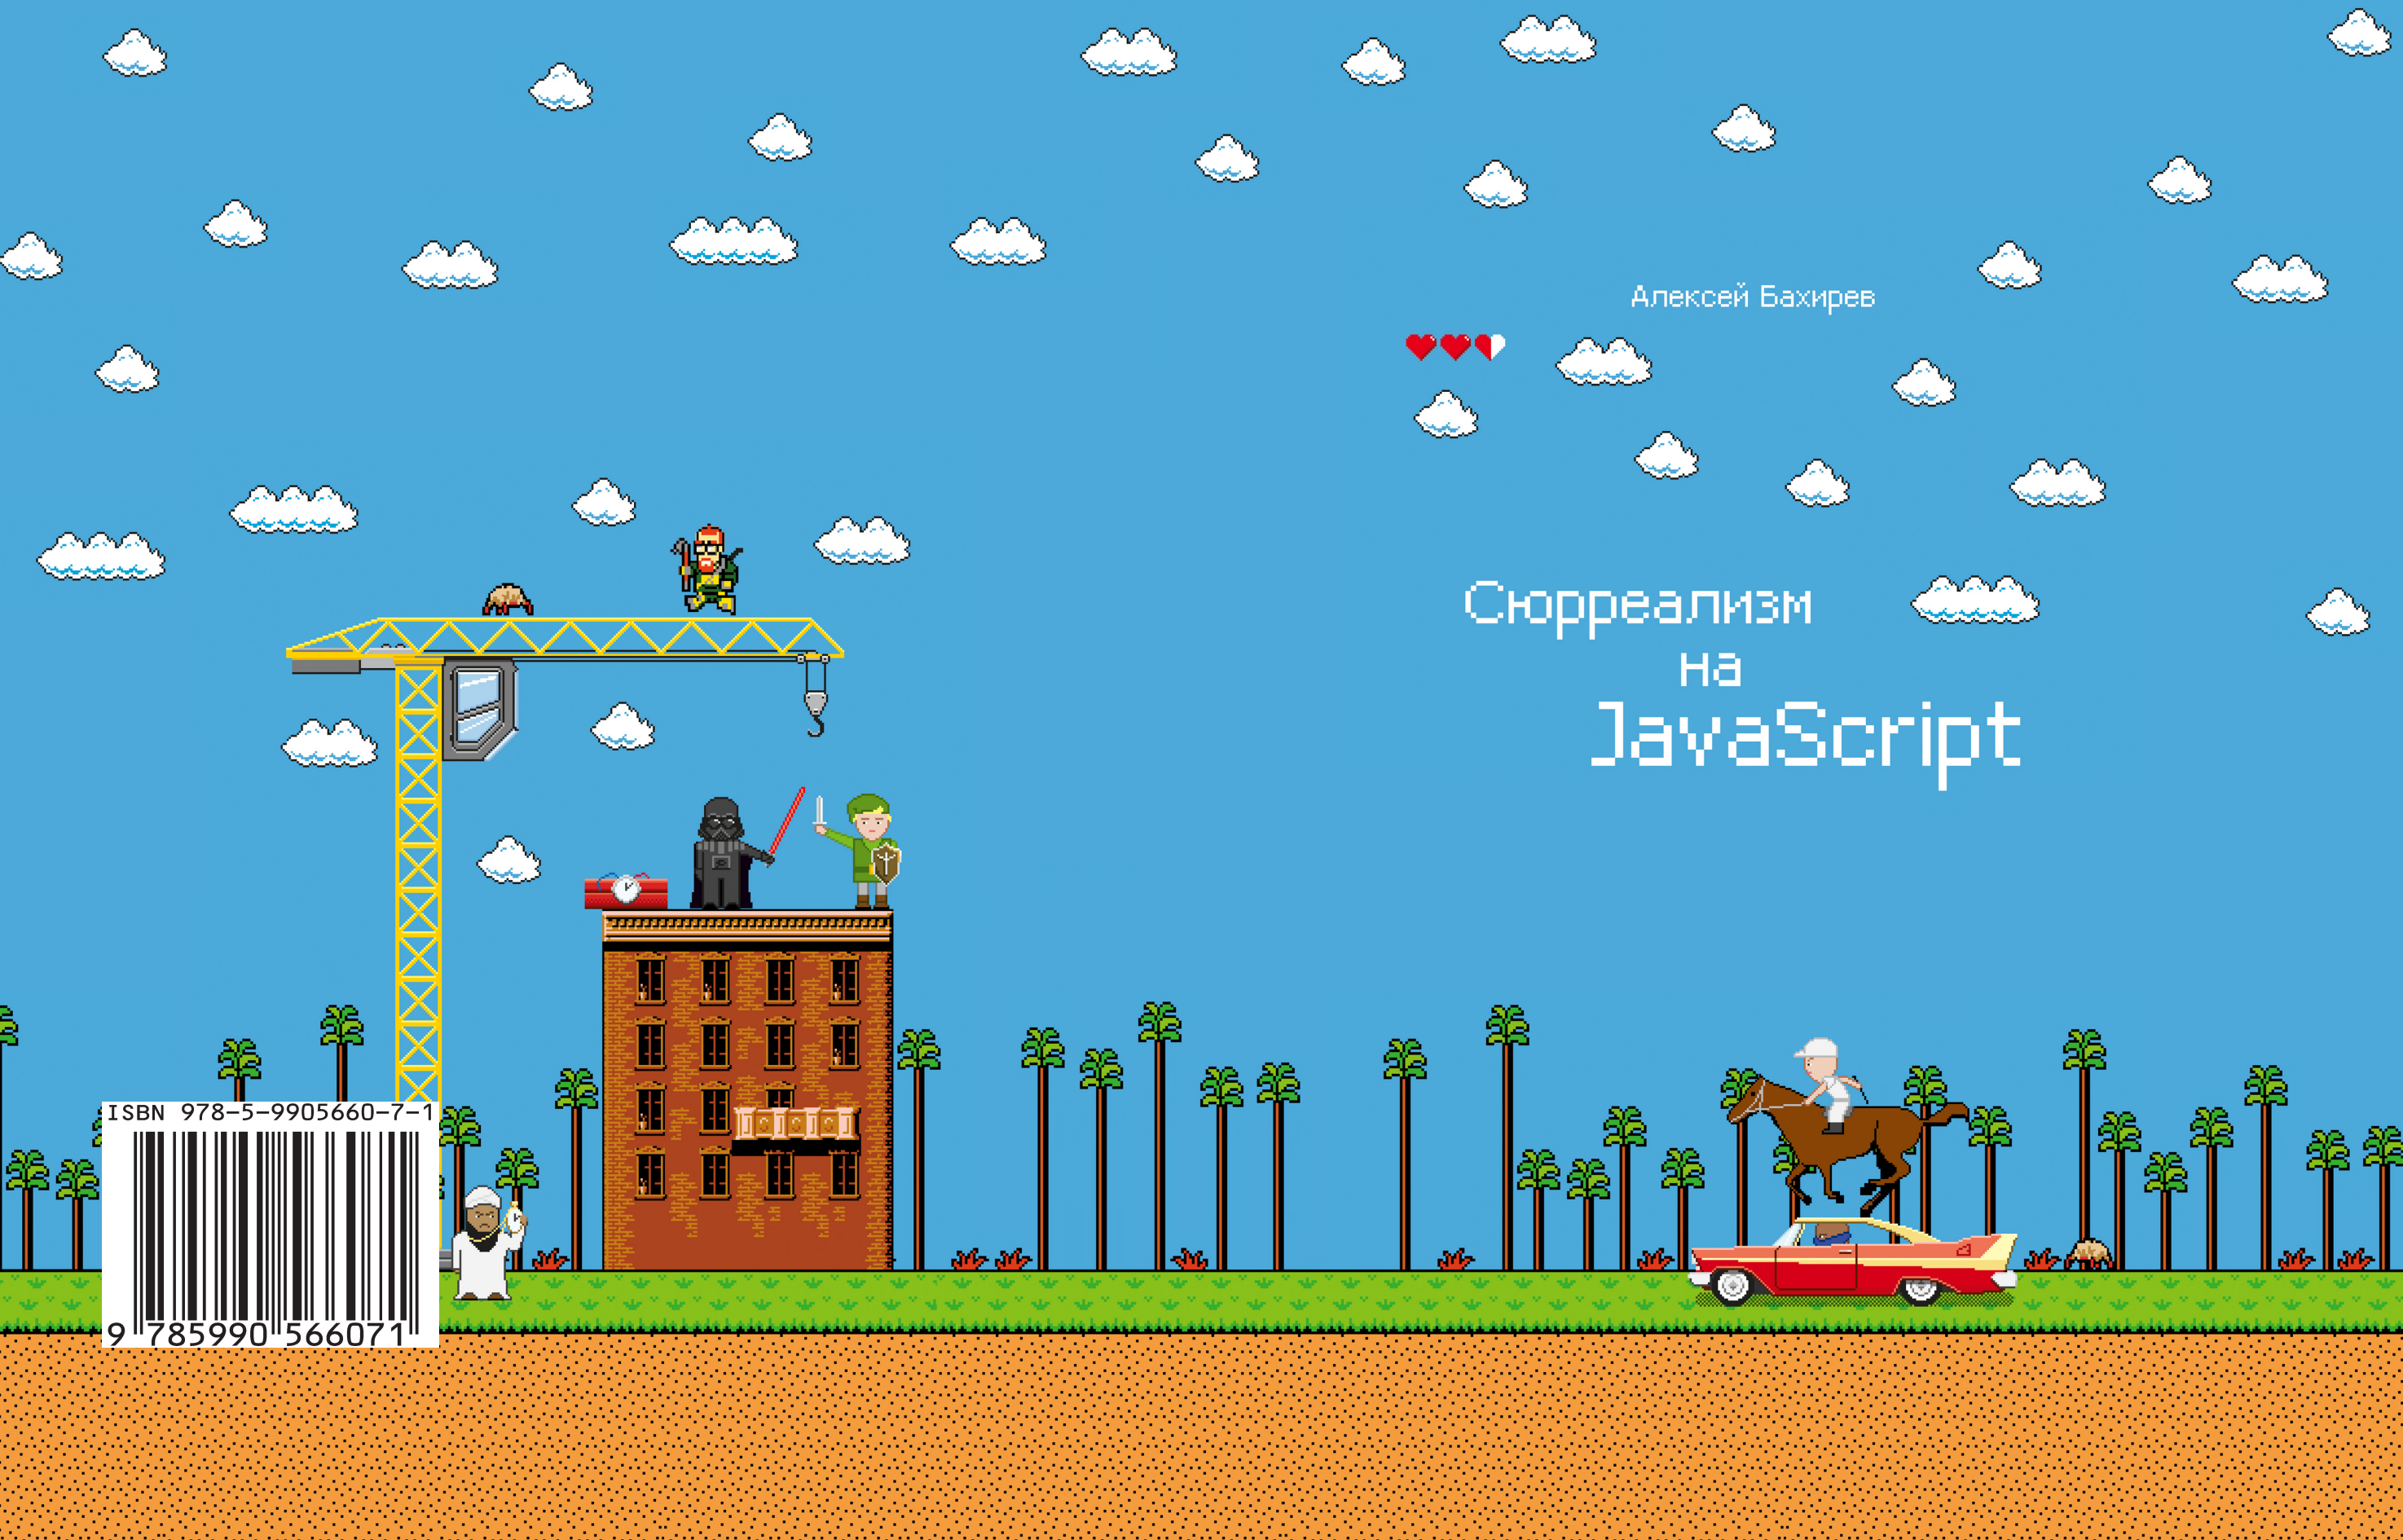 Алексей Бахирев
Сюрреализм
на
JavaScript
ISBN 978-5-9905660-7-1
9 785990 566071